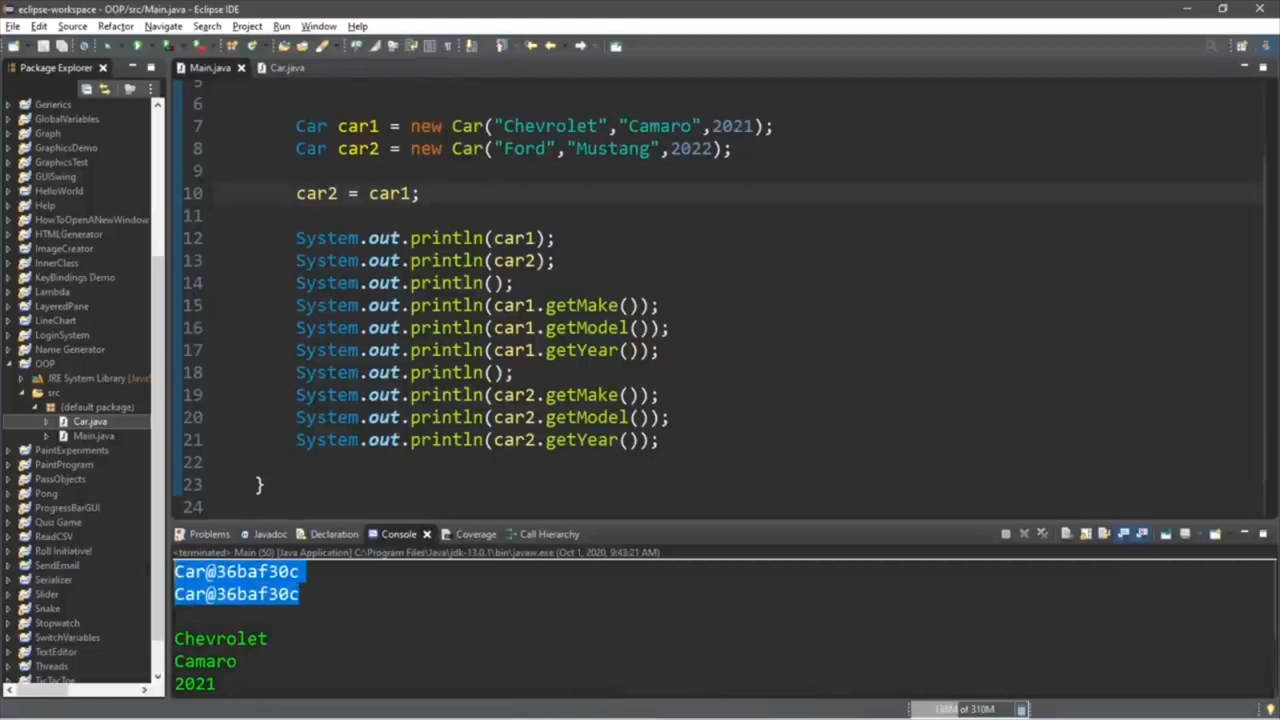 eclipse-workspace - OOP/src/Main.java - Eclipse IDE
File Edit Source Refactor Navigate Search Project Run Window Help
Package Explorer
Generics
GlobalVariables
Graph
GraphicsDemo
GraphicsTest
GUISwing
HelloWorld
Help
HowToOpenANewWindow
HTMLGenerator
ImageCreator
InnerClass
KeyBindings Demo
Lambda
LayeredPane
LineChart
LoginSystem
Name Generator
OOP
JRE System Library [Java
src
(default package)
Car.java
Main.java
PaintExperiments
PaintProgram
PassObjects
Pong
ProgressBarGUI
Quiz Game
ReadCSV
Roll Initiative!
SendEmail
Serializer
Slider
Snake
Stopwatch
SwitchVariables
TextEditor
Threads
TicTacToe
Main.java Car.java
5
6
7 Car car1 = new Car("Chevrolet","Camaro",2021);
8 Car car2 = new Car("Ford","Mustang",2022);
9
10 car2 = car1;
11
12 System.out.println(car1);
13 System.out.println(car2);
14 System.out.println();
15 System.out.println(car1.getMake());
16 System.out.println(car1.getModel());
17 System.out.println(car1.getYear());
18 System.out.println();
19 System.out.println(car2.getMake());
20 System.out.println(car2.getModel());
21 System.out.println(car2.getYear());
22
23 }
24
Problems Javadoc Declaration Console Coverage Call Hierarchy
<terminated> Main (50) [Java Application] C:\Program Files\Java\jdk-13.0.1\bin\javaw.exe (Oct 1, 2020, 9:43:21 AM)
Car@36baf30c
Car@36baf30c
Chevrolet
Camaro
2021
of 310M